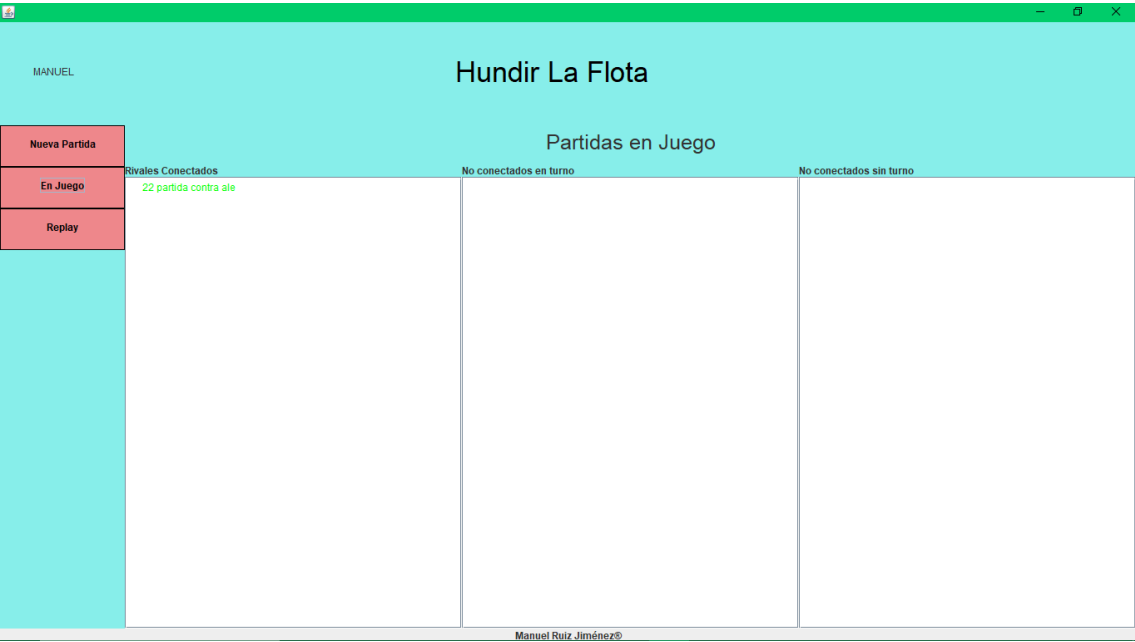 MANUEL
Hundir La Flota
Nueva Partida
En Juego
Replay
Partidas en Juego
Rivales Conectados
No conectados en turno
No conectados sin turno
22 partida contra ale
Manuel Ruiz Jiménez®